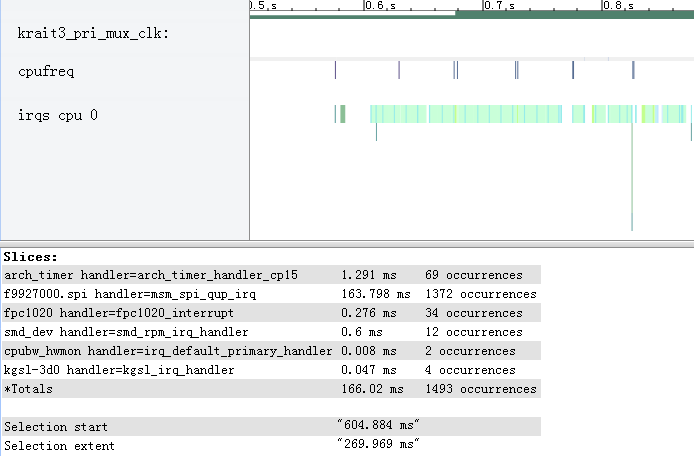 0.5,s 0.6,s 0.7,s 0.8,s
krait3_pri_mux_clk:
cpufreq
irqs cpu 0
Slices:
arch_timer handler=arch_timer_handler_cp15 1.291 ms 69 occurrences
f9927000.spi handler=msm_spi_qup_irq 163.798 ms 1372 occurrences
fpc1020 handler=fpc1020_interrupt 0.276 ms 34 occurrences
smd_dev handler=smd_rpm_irq_handler 0.6 ms 12 occurrences
cpubw_hwmon handler=irq_default_primary_handler 0.008 ms 2 occurrences
kgsl-3d0 handler=kgsl_irq_handler 0.047 ms 4 occurrences
*Totals 166.02 ms 1493 occurrences
Selection start "604.884 ms"
Selection extent "269.969 ms"